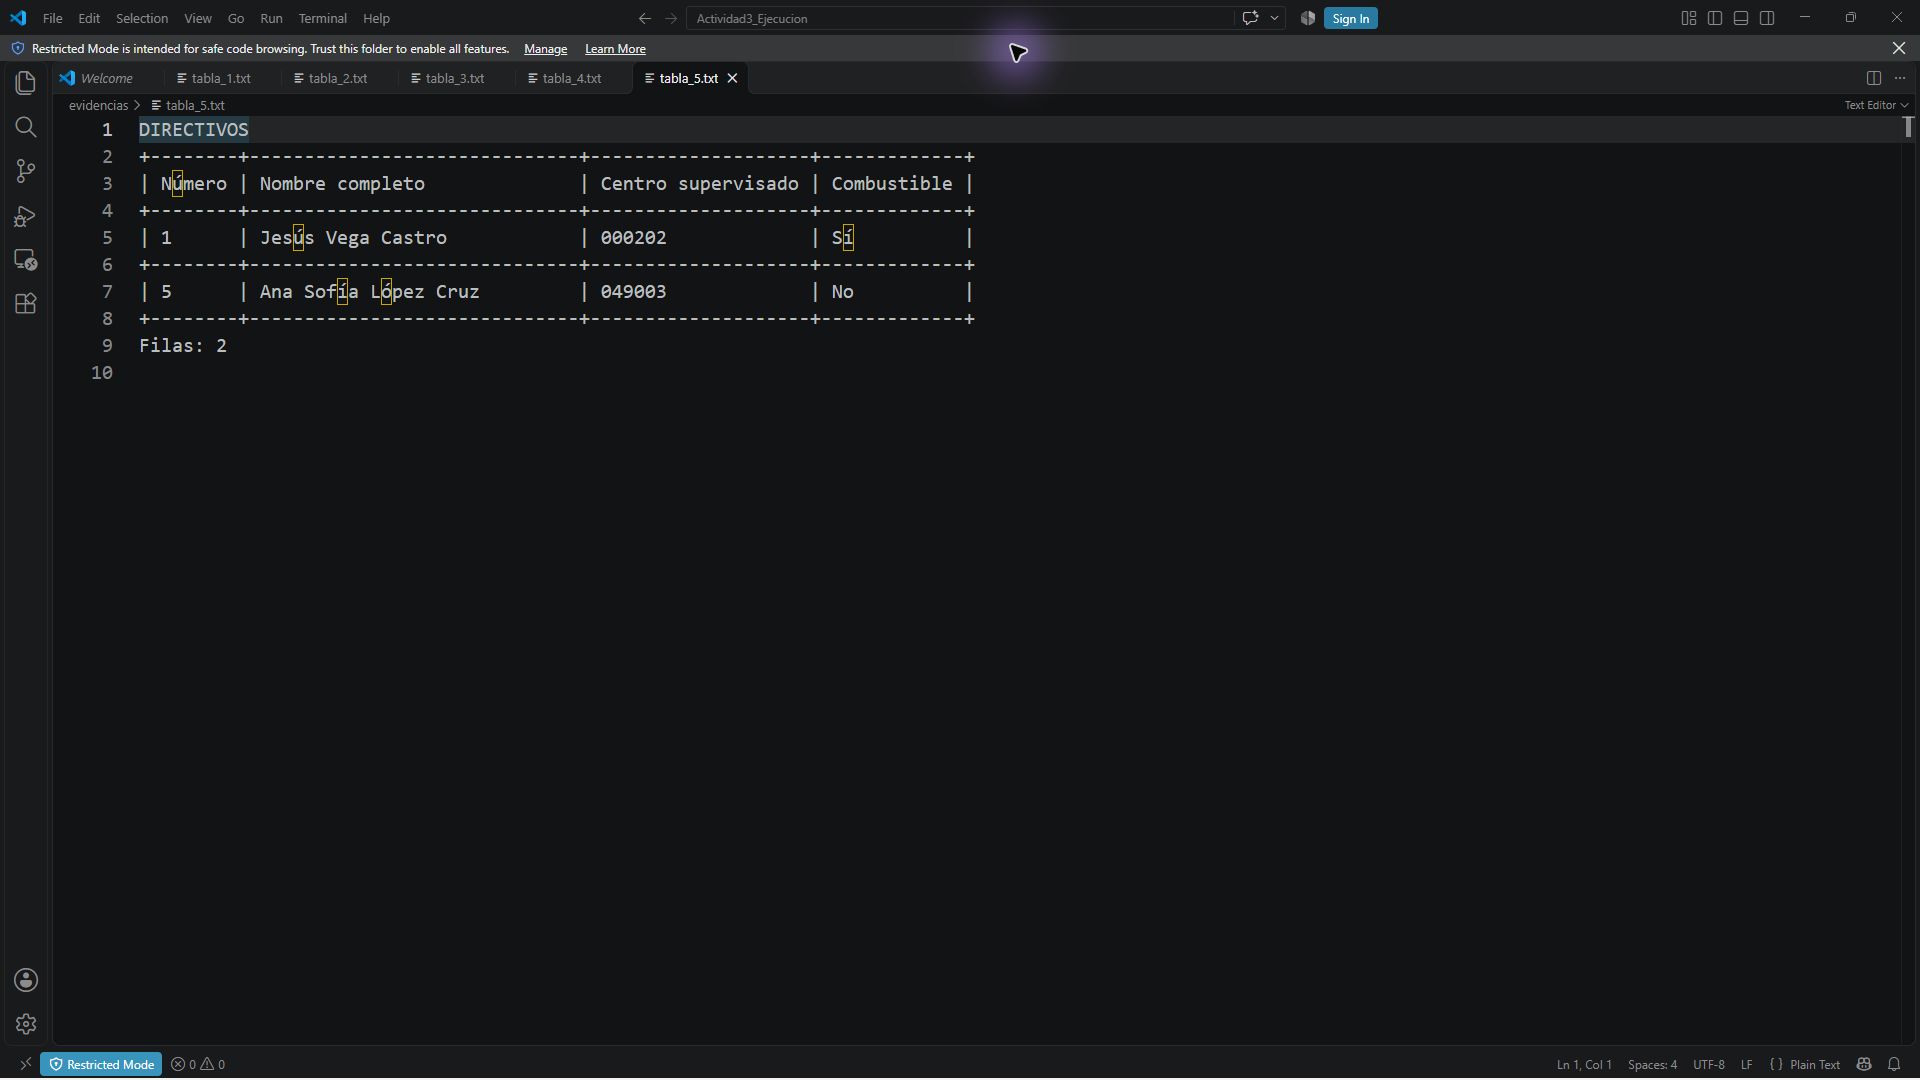 File Edit Selection View Go Run Terminal Help Actividad3_Ejecucion Sign In
Restricted Mode is intended for safe code browsing. Trust this folder to enable all features. Manage Learn More
Welcome tabla_1.txt tabla_2.txt tabla_3.txt tabla_4.txt tabla_5.txt
evidencias > tabla_5.txt Text Editor
1 DIRECTIVOS
2 +--------+------------------------------+--------------------+-------------+
3 | Número | Nombre completo              | Centro supervisado | Combustible |
4 +--------+------------------------------+--------------------+-------------+
5 | 1      | Jesús Vega Castro            | 000202             | Sí          |
6 +--------+------------------------------+--------------------+-------------+
7 | 5      | Ana Sofía López Cruz         | 049003             | No          |
8 +--------+------------------------------+--------------------+-------------+
9 Filas: 2
10
Restricted Mode 0 0 Ln 1, Col 1 Spaces: 4 UTF-8 LF {} Plain Text